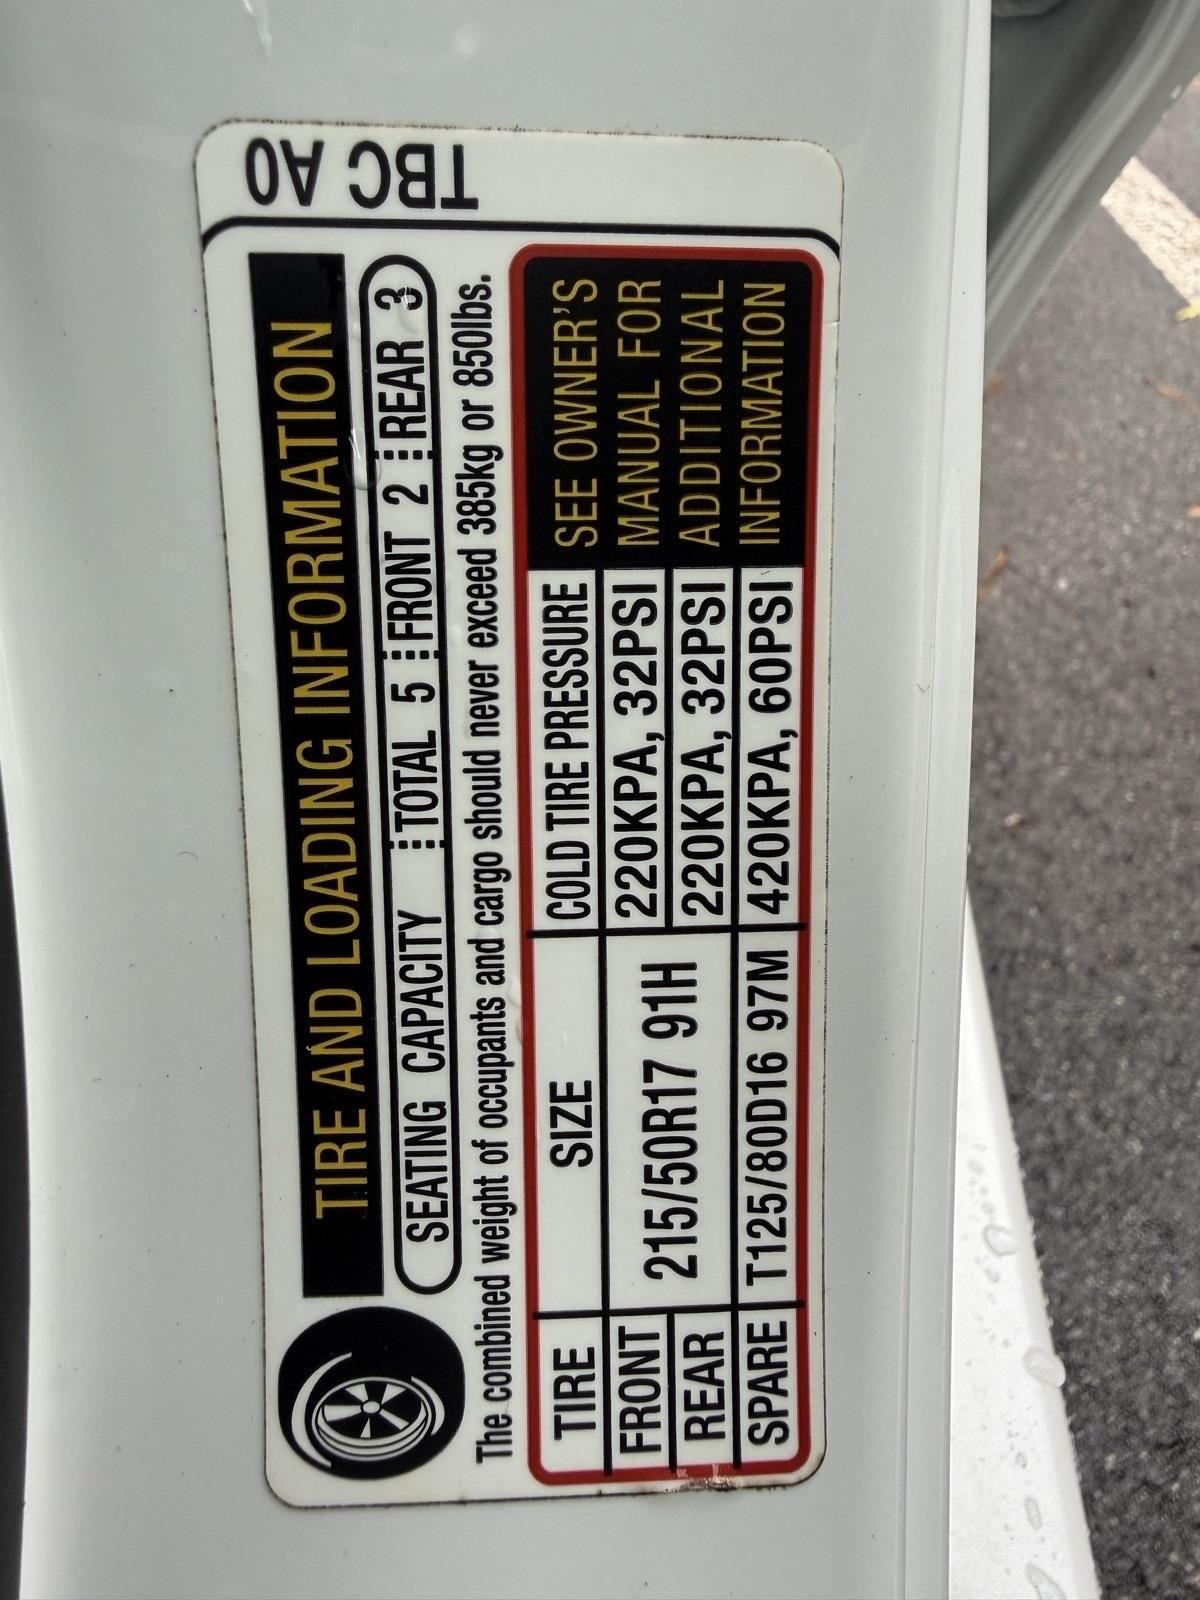 TBC A0
TIRE AND LOADING INFORMATION
SEATING CAPACITY TOTAL 5 FRONT 2 REAR 3
The combined weight of occupants and cargo should never exceed 385kg or 850lbs.
TIRE SIZE COLD TIRE PRESSURE
FRONT 215/50R17 91H 220KPA, 32PSI
REAR 220KPA, 32PSI
SPARE T125/80D16 97M 420KPA, 60PSI
SEE OWNER'S
MANUAL FOR
ADDITIONAL
INFORMATION